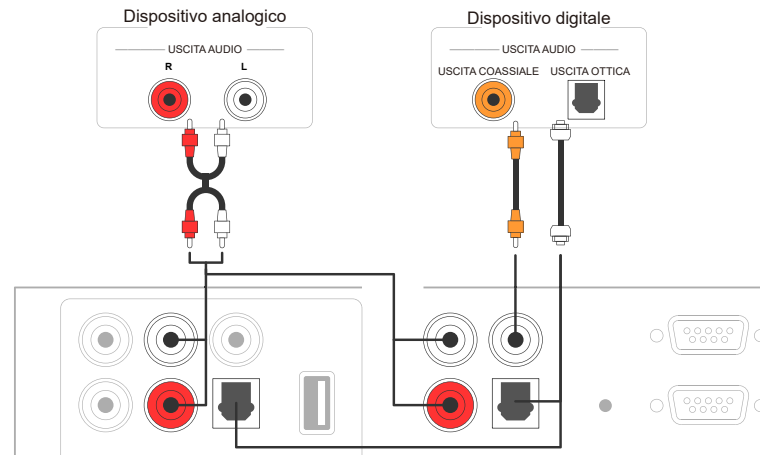 Dispositivo analogico
USCITA AUDIO
R L
Dispositivo digitale
USCITA AUDIO
USCITA COASSIALE USCITA OTTICA